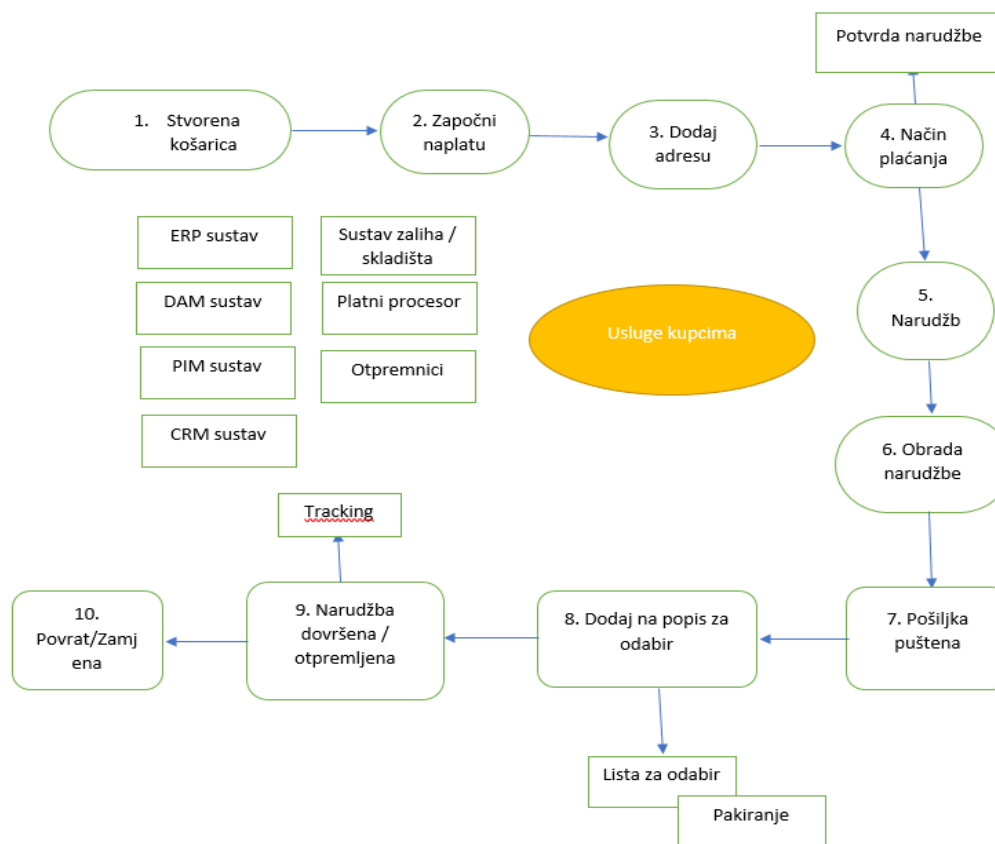 Potvrda narudžbe
1. Stvorena
košarica
2. Započni
naplatu
3. Dodaj
adresu
4. Način
plaćanja
ERP sustav
Sustav zaliha /
skladišta
DAM sustav
Platni procesor
PIM sustav
Otpremnici
CRM sustav
Usluge kupcima
5.
Narudžb
6. Obrada
narudžbe
Tracking
10.
Povrat/Zamj
ena
9. Narudžba
dovršena /
otpremljena
8. Dodaj na popis za
odabir
7. Pošiljka
puštena
Lista za odabir
Pakiranje